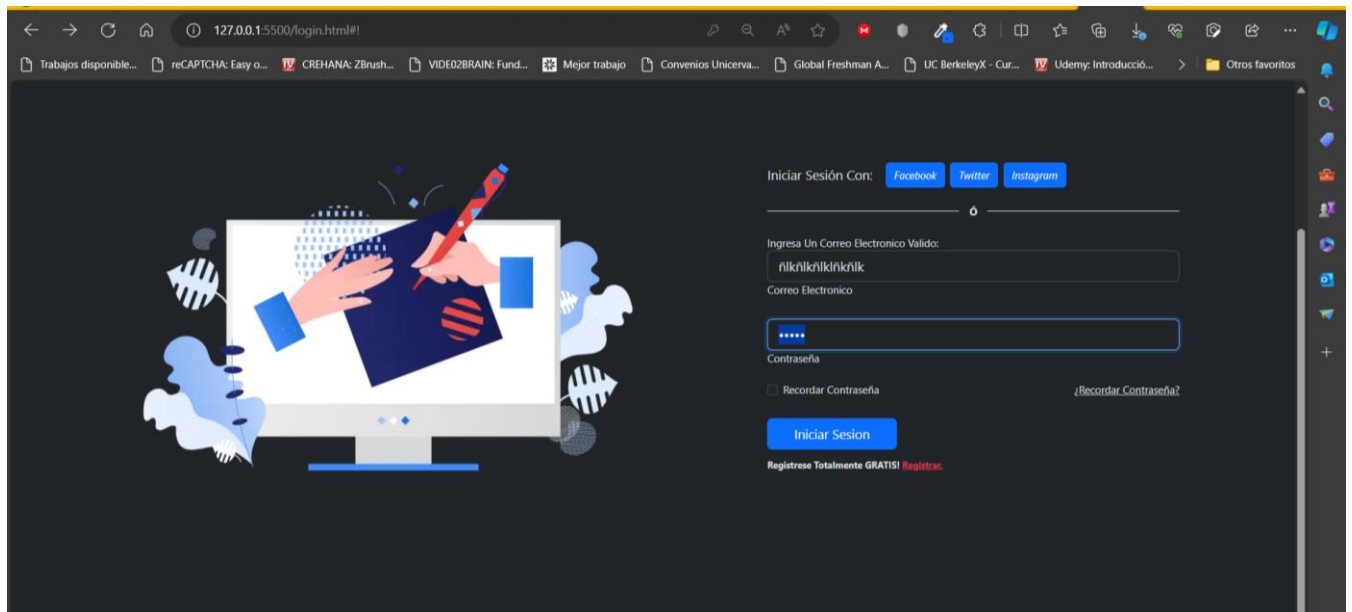 127.0.0.1:5500/login.html#!
Trabajos disponible... reCAPTCHA: Easy o... CREHANA: ZBrush... VIDEO2BRAIN: Fund... Mejor trabajo Convenios Unicerva... Global Freshman A... UC BerkeleyX - Cur... Udemy: Introducció... Otros favoritos
Iniciar Sesión Con: Facebook Twitter Instagram
Ó
Ingresa Un Correo Electronico Valido:
Correo Electronico
•••••
Contraseña
Recordar Contraseña ¿Recordar Contraseña?
Iniciar Sesion
Registrese Totalmente GRATIS! Registrar.